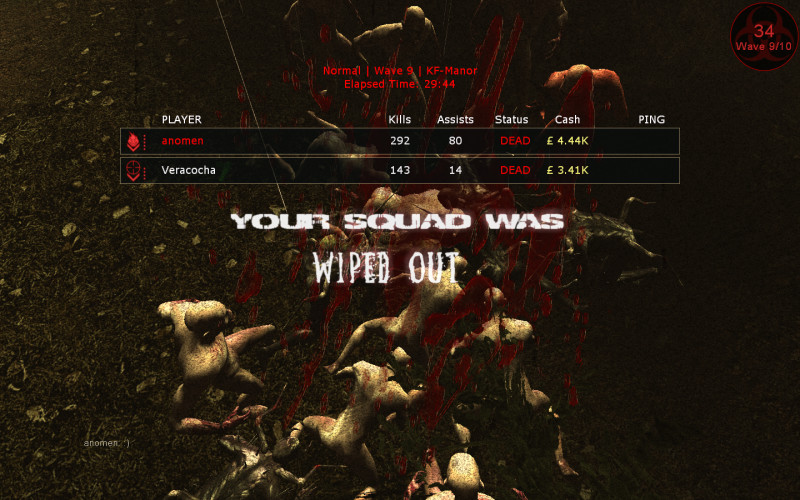 34
Wave 9/10
Normal | Wave 9 | KF-Manor
Elapsed Time: 29:44
PLAYER Kills Assists Status Cash PING
anomen 292 80 DEAD £ 4.44K
Veracocha 143 14 DEAD £ 3.41K
YOUR SQUAD WAS
WIPED OUT
anomen: :)